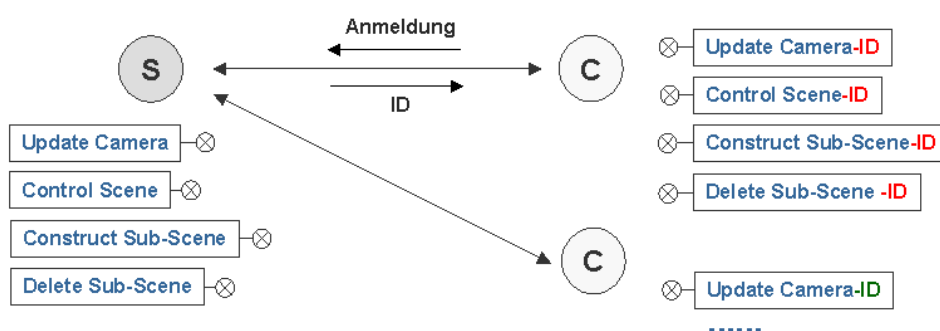 Anmeldung
S
C
ID
Update Camera-ID
Control Scene-ID
Construct Sub-Scene-ID
Delete Sub-Scene -ID
Update Camera
Control Scene
Construct Sub-Scene
Delete Sub-Scene
C
Update Camera-ID